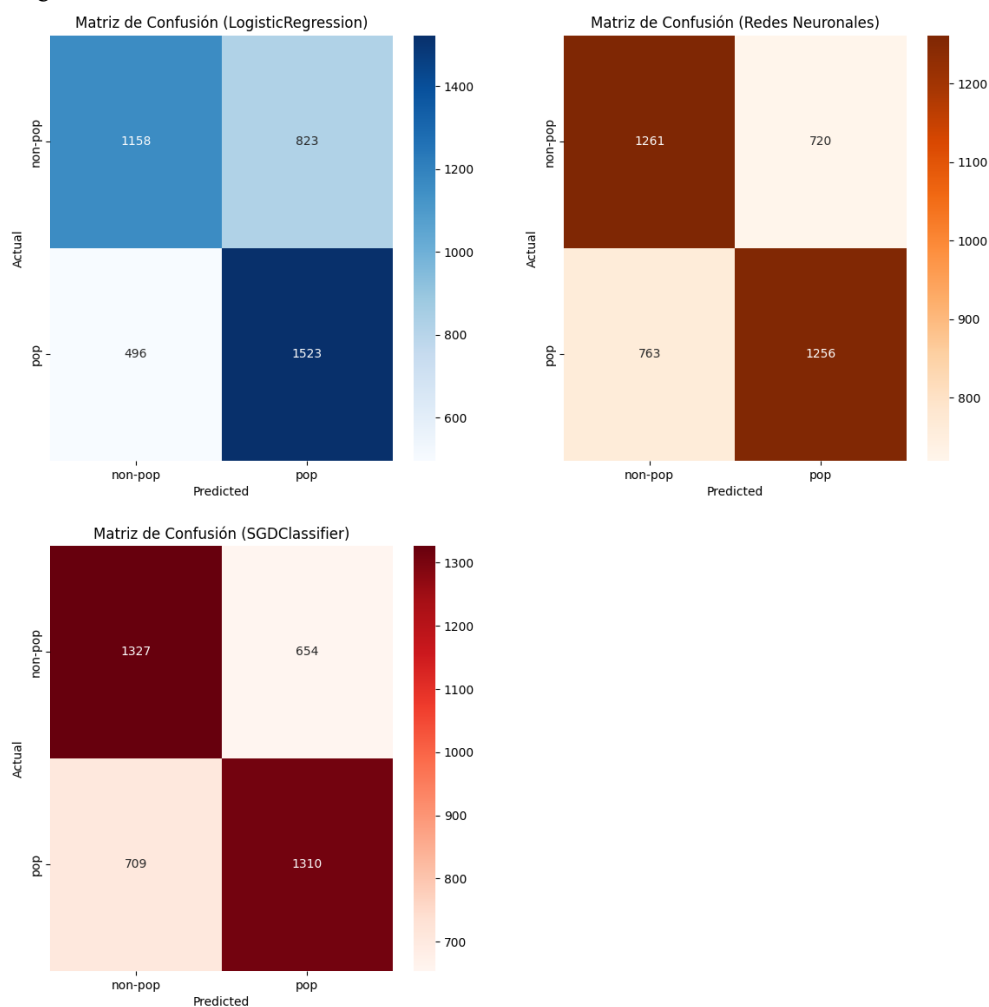 Matriz de Confusión (LogisticRegression)
non-pop
pop
Actual
1158
823
496
1523
non-pop
pop
Predicted
1400
1200
1000
800
600
Matriz de Confusión (Redes Neuronales)
non-pop
pop
Actual
1261
720
763
1256
non-pop
pop
Predicted
1200
1100
1000
900
800
Matriz de Confusión (SGDClassifier)
non-pop
pop
Actual
1327
654
709
1310
non-pop
pop
Predicted
1300
1200
1100
1000
900
800
700